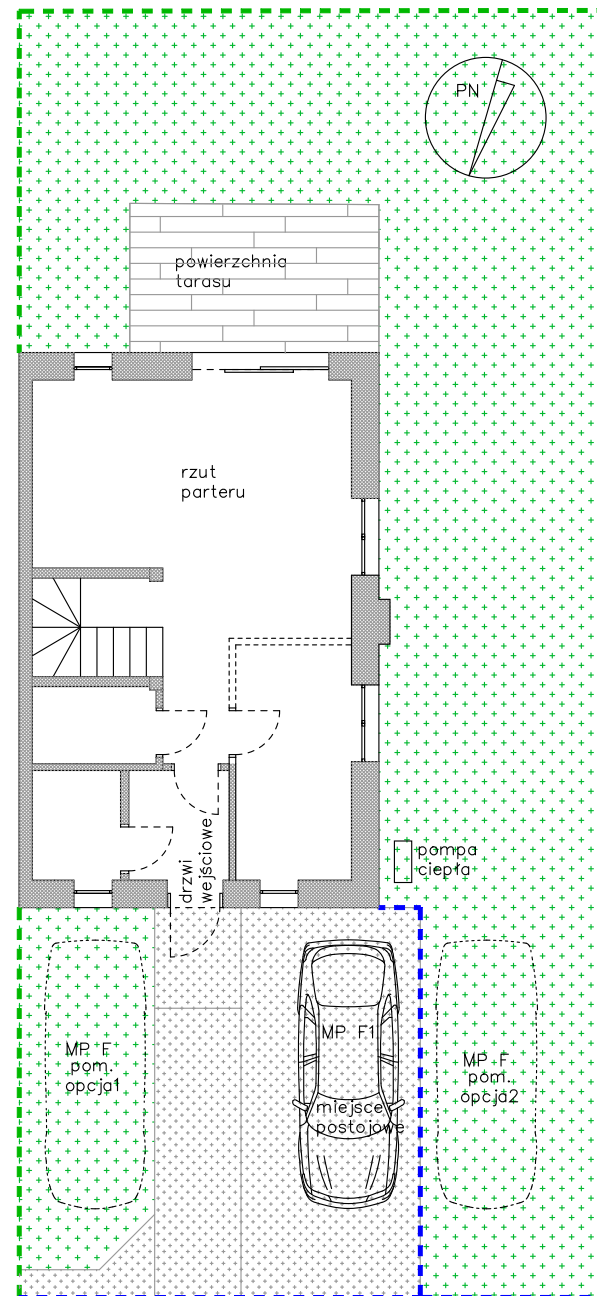 PN
powierzchnia
tarasu
rzut
parteru
drzwi
wejściowe
pompa
ciepła
MP F
pom.
opcja1
MP F1
miejsce
postojowe
MP F
pom.
opcja2